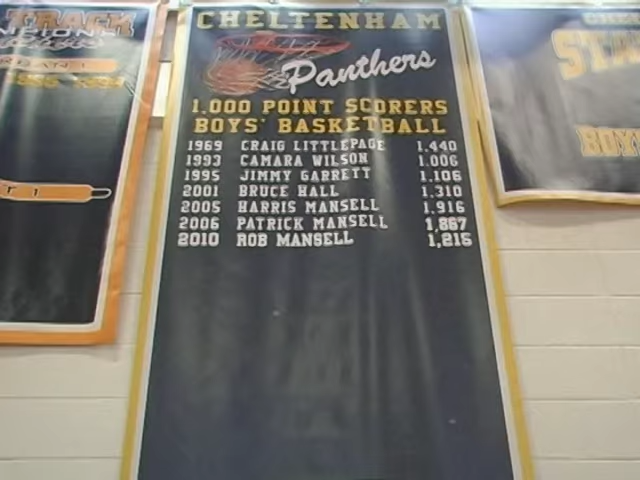 TRACK
CHELTENHAM
Panthers
1,000 POINT SCORERS
BOYS' BASKETBALL
1969 CRAIG LITTLEPAGE 1,440
1993 CAMARA WILSON 1,006
1995 JIMMY GARRETT 1,106
2001 BRUCE HALL 1,310
2005 HARRIS MANSELL 1,916
2006 PATRICK MANSELL 1,867
2010 ROB MANSELL 1,215